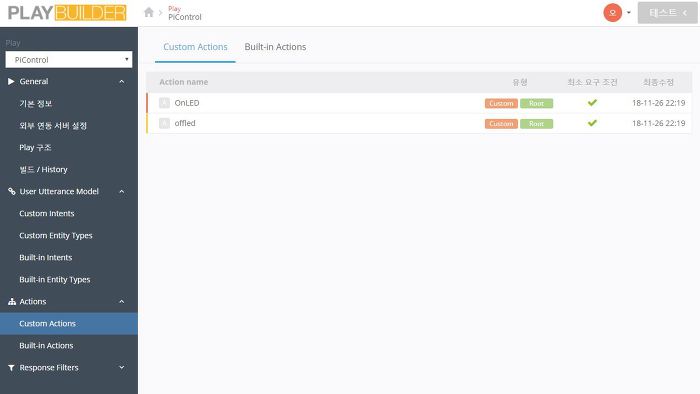 PLAY BUILDER
Play
PiControl
오
테스트
Play
PiControl
General
기본 정보
외부 연동 서버 설정
Play 구조
빌드 / History
User Utterance Model
Custom Intents
Custom Entity Types
Built-in Intents
Built-in Entity Types
Actions
Custom Actions
Built-in Actions
Response Filters
Custom Actions Built-in Actions
Action name 유형 최소 요구 조건 최종수정
A OnLED Custom Root 18-11-26 22:19
A offled Custom Root 18-11-26 22:19